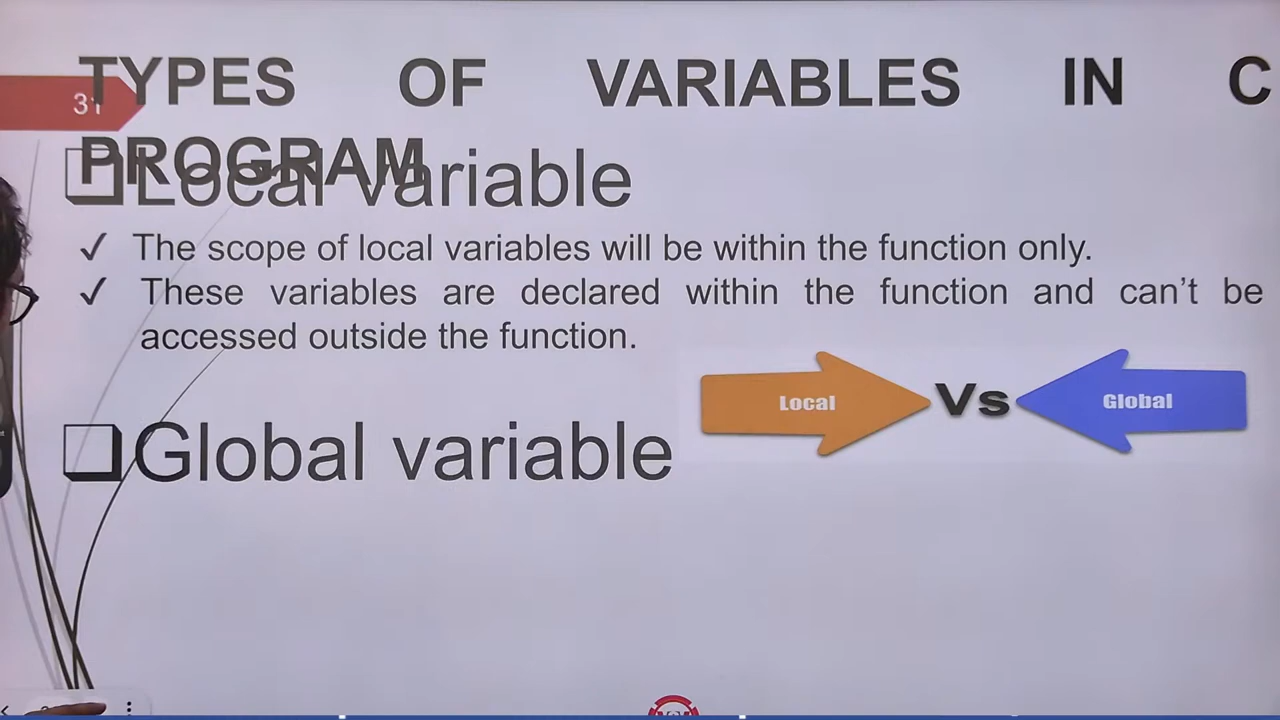 TYPES OF VARIABLES IN C
31
PROGRAM
❑Local variable
✓ The scope of local variables will be within the function only.
✓ These variables are declared within the function and can't be
accessed outside the function.
Local Vs Global
❑Global variable